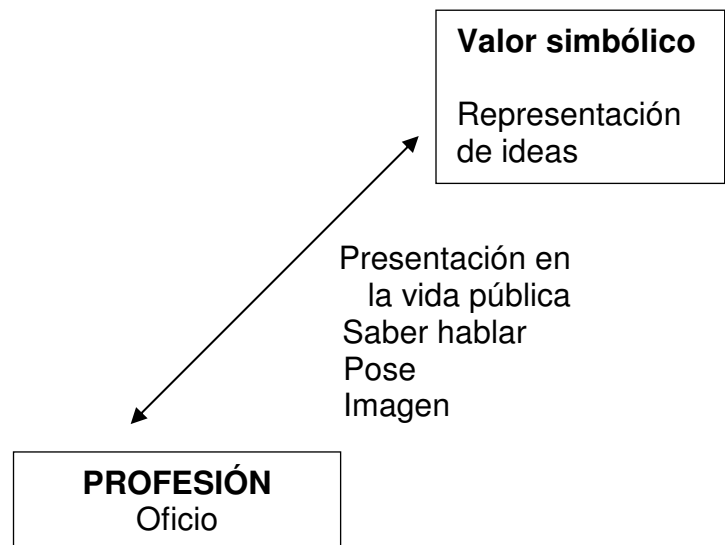 Valor simbólico
Representación
de ideas
Presentación en
la vida pública
Saber hablar
Pose
Imagen
PROFESIÓN
Oficio